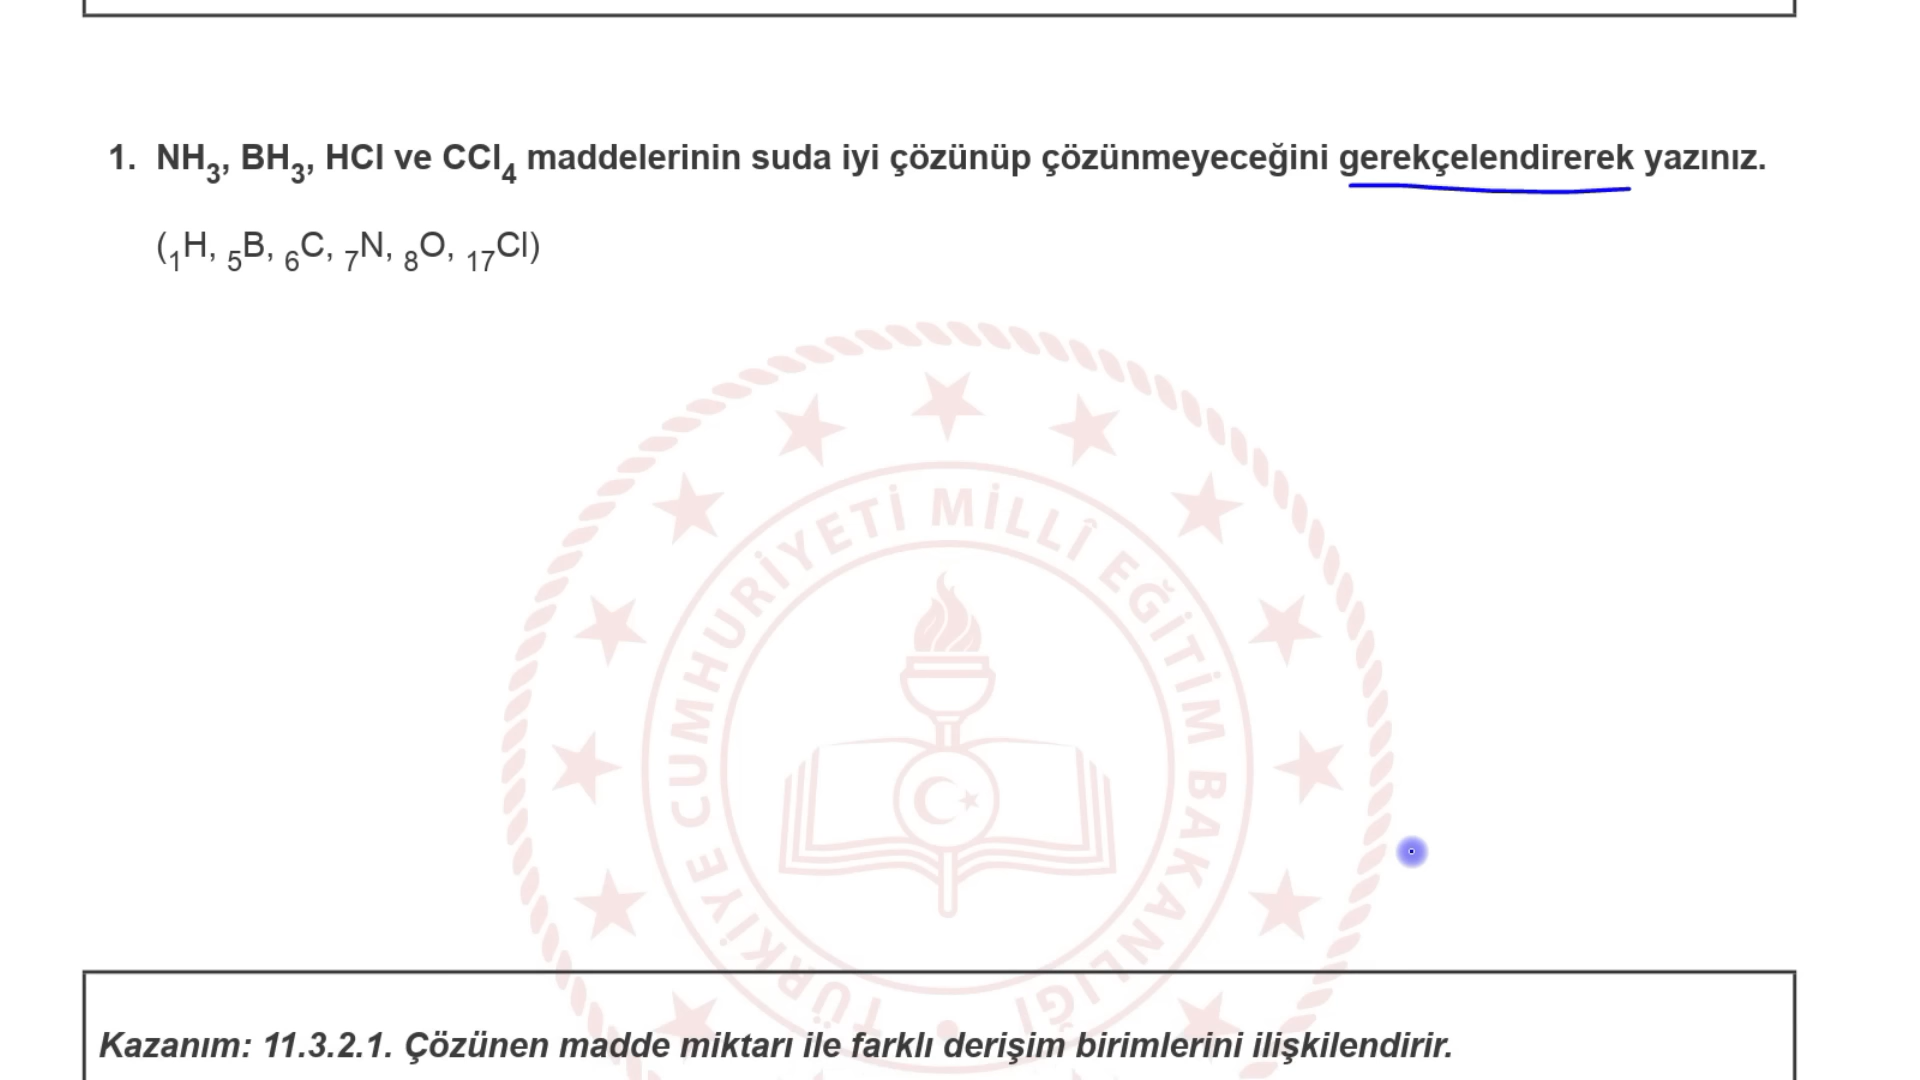 1. NH3, BH3, HCl ve CCl4 maddelerinin suda iyi çözünüp çözünmeyeceğini gerekçelendirerek yazınız.
(1H, 5B, 6C, 7N, 8O, 17Cl)
TÜRKİYE CUMHURİYETİ MİLLÎ EĞİTİM BAKANLIĞI
Kazanım: 11.3.2.1. Çözünen madde miktarı ile farklı derişim birimlerini ilişkilendirir.